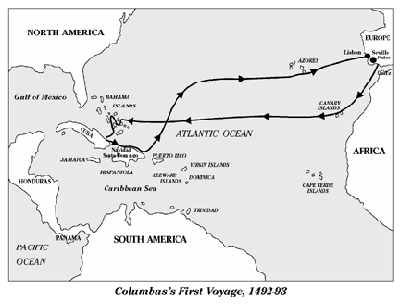 NORTH AMERICA
EUROPE
Lisbon
Seville
Palos
AZORES
Gulf of Mexico
BAHAMA
ISLANDS
CANARY
ISLANDS
CUBA
ATLANTIC OCEAN
AFRICA
Navidad
Santo Domingo
PUERTO RICO
JAMAICA
HISPANIOLA
VIRGIN ISLANDS
LEEWARD
ISLANDS
DOMINICA
HONDURAS
Caribbean Sea
CAPE VERDE
ISLANDS
TRINIDAD
PANAMA
PACIFIC
OCEAN
SOUTH AMERICA
Columbus's First Voyage, 1492-93